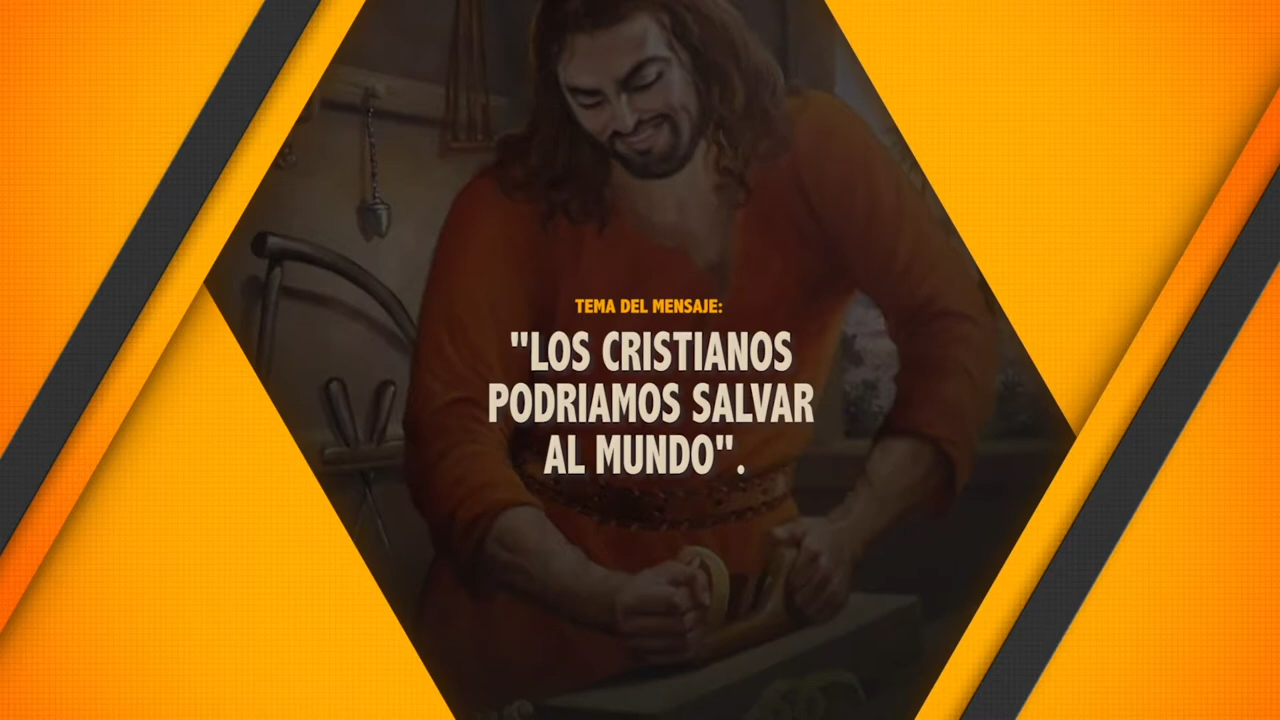 TEMA DEL MENSAJE:
"LOS CRISTIANOS
PODRIAMOS SALVAR
AL MUNDO".